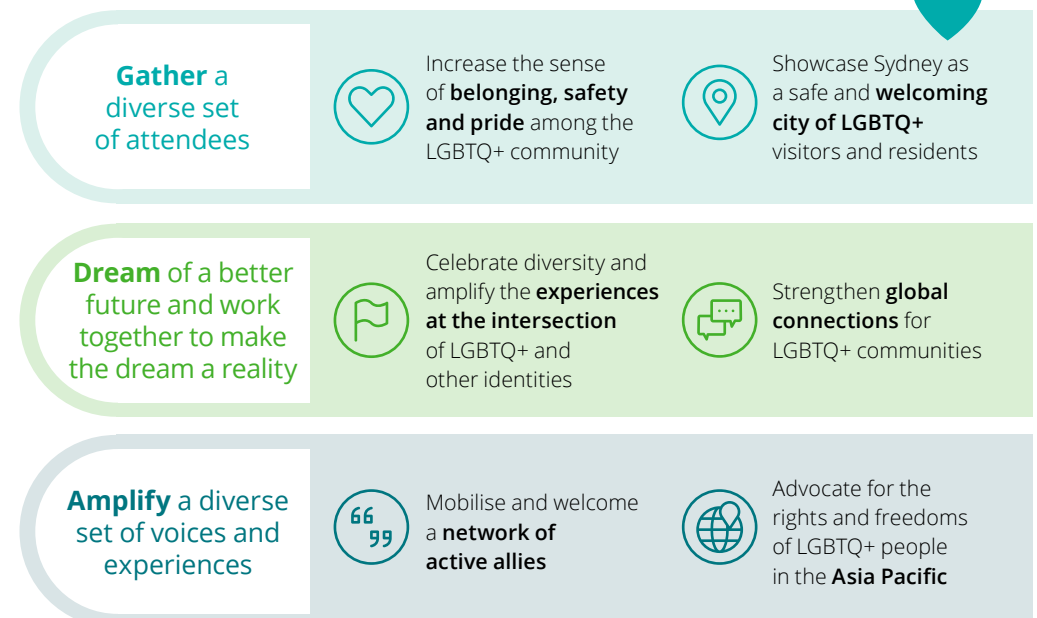 Gather a
diverse set
of attendees
Increase the sense
of belonging, safety
and pride among the
LGBTQ+ community
Showcase Sydney as
a safe and welcoming
city of LGBTQ+
visitors and residents
Dream of a better
future and work
together to make
the dream a reality
Celebrate diversity and
amplify the experiences
at the intersection
of LGBTQ+ and
other identities
Strengthen global
connections for
LGBTQ+ communities
Amplify a diverse
set of voices and
experiences
Mobilise and welcome
a network of
active allies
Advocate for the
rights and freedoms
of LGBTQ+ people
in the Asia Pacific